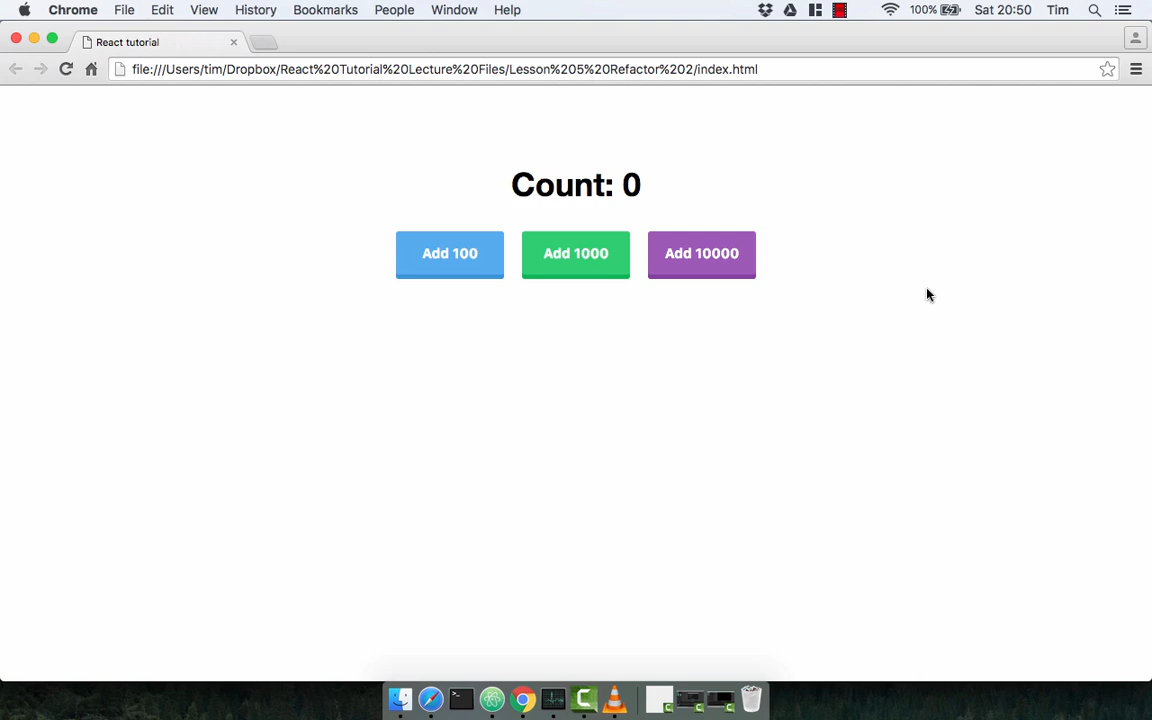 Chrome File Edit View History Bookmarks People Window Help 100% Sat 20:50 Tim
React tutorial
file:///Users/tim/Dropbox/React%20Tutorial%20Lecture%20Files/Lesson%205%20Refactor%202/index.html
Count: 0
Add 100 Add 1000 Add 10000